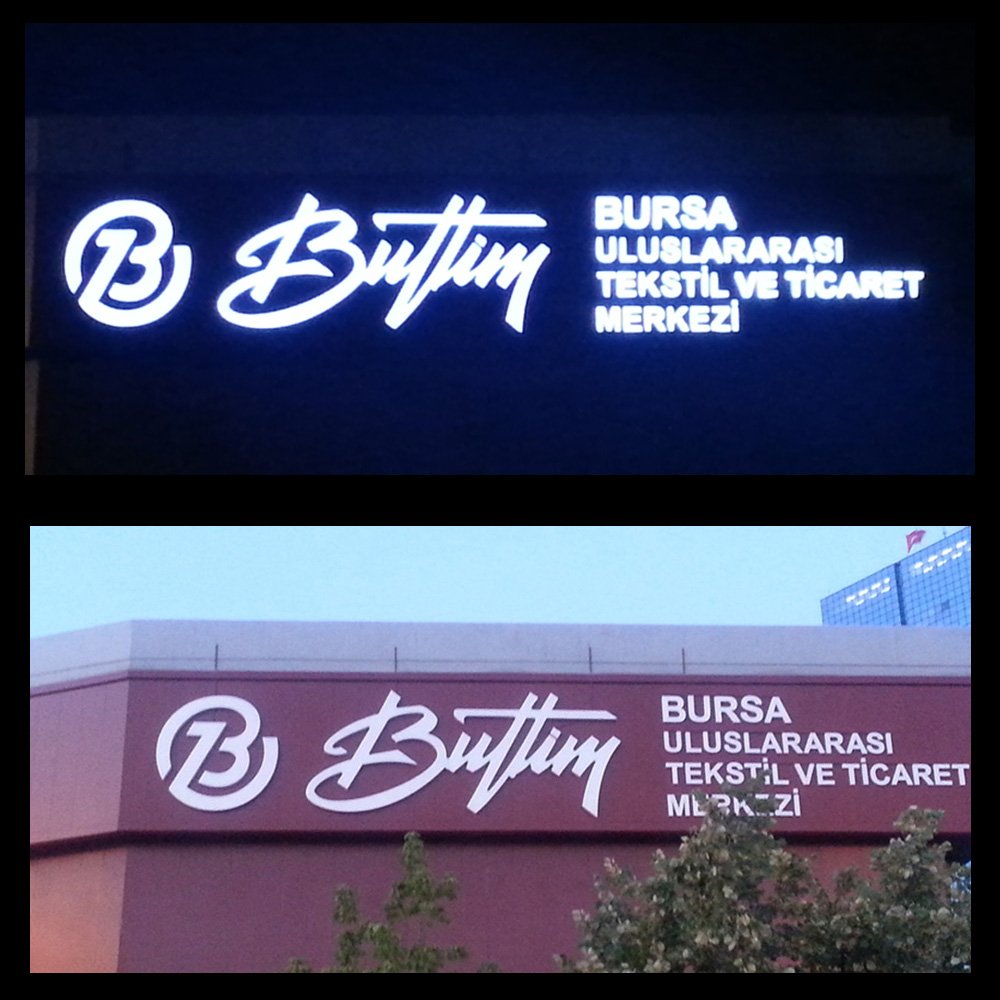 B
Buttim
BURSA
ULUSLARARASI
TEKSTİL VE TİCARET
MERKEZİ
B
Buttim
BURSA
ULUSLARARASI
TEKSTİL VE TİCARET
MERKEZİ